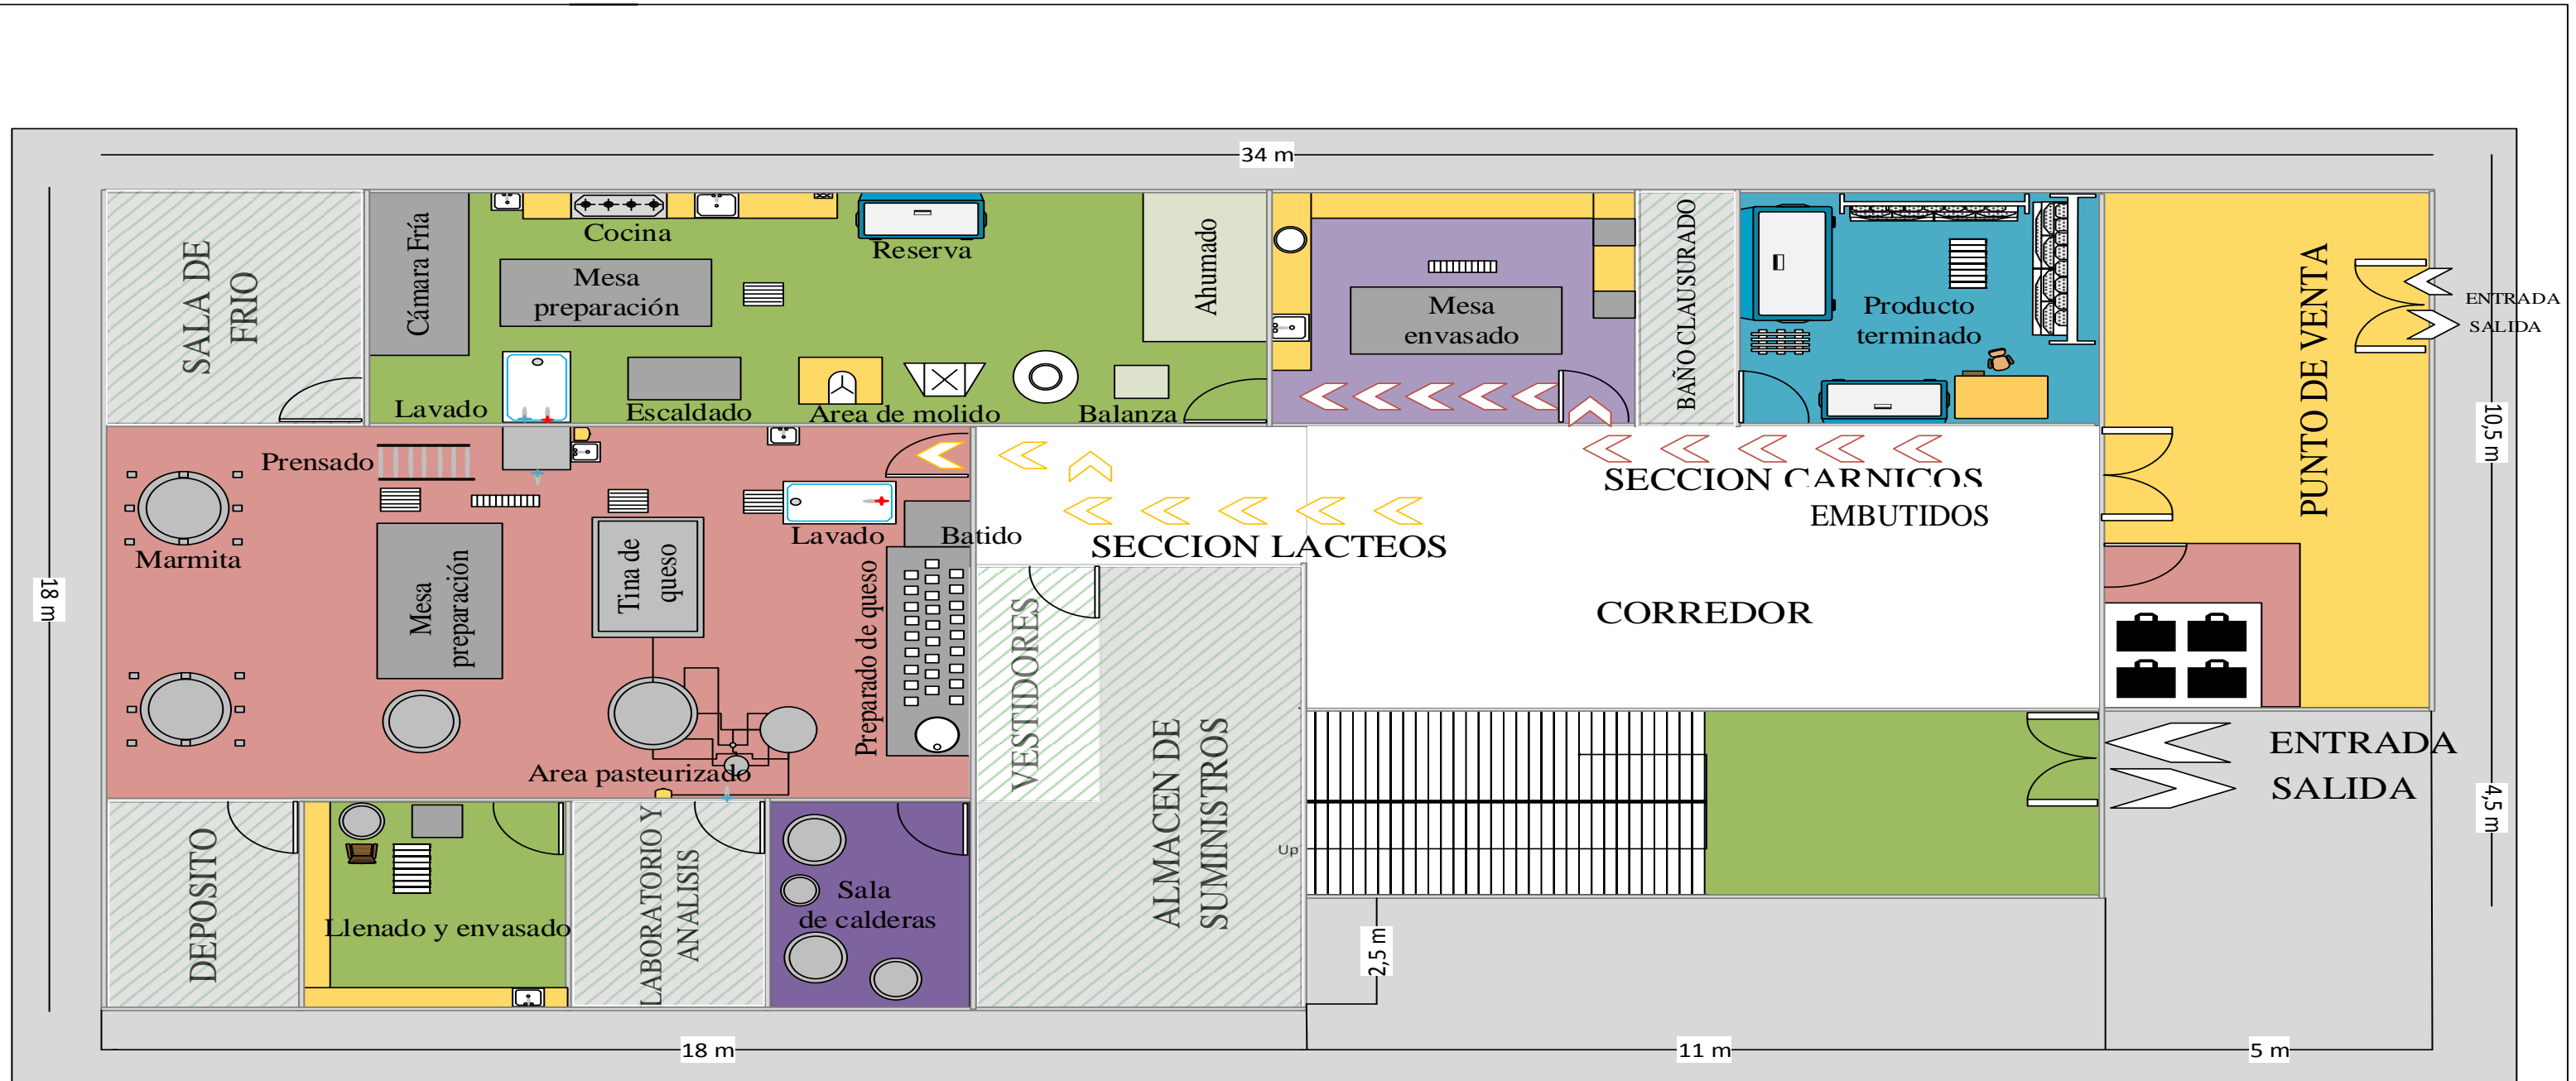 34 m
SALA DE
FRIO
Cámara Fría
Cocina
Mesa
preparación
Reserva
Ahumado
Lavado
Escaldado
Area de molido
Balanza
Mesa
envasado
BAÑO CLAUSURADO
Producto
terminado
PUNTO DE VENTA
ENTRADA
SALIDA
10,5 m
18 m
Prensado
Marmita
Mesa
preparación
Tina de
queso
Lavado
Batido
Preparado de queso
Area pasteurizado
SECCION LACTEOS
SECCION CARNICOS
EMBUTIDOS
CORREDOR
VESTIDORES
ALMACEN DE
SUMINISTROS
Up
ENTRADA
SALIDA
4,5 m
DEPOSITO
Llenado y envasado
LABORATORIO Y
ANALISIS
Sala
de calderas
2,5 m
18 m
11 m
5 m